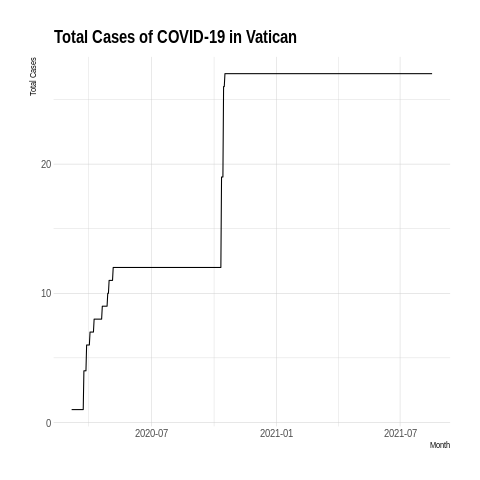 Total Cases of COVID-19 in Vatican
Total Cases
20
10
0
2020-07
2021-01
2021-07
Month